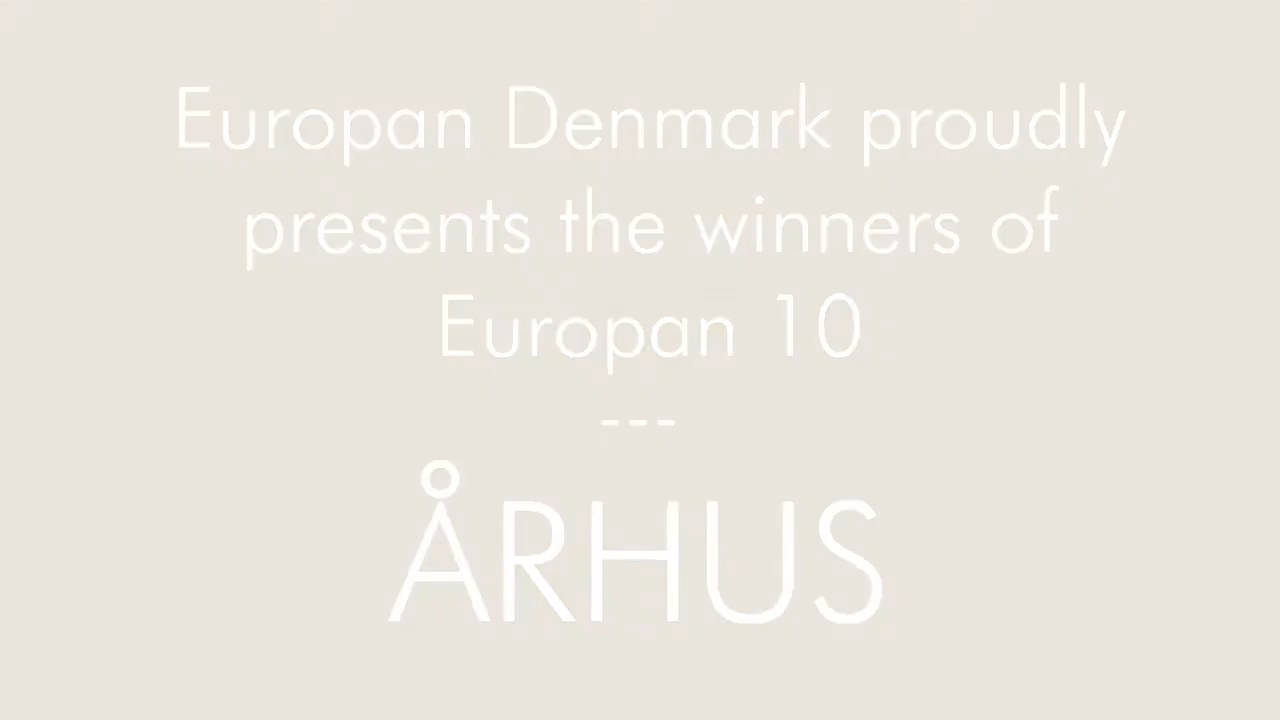 Europan Denmark proudly
presents the winners of
Europan 10
---
ÅRHUS